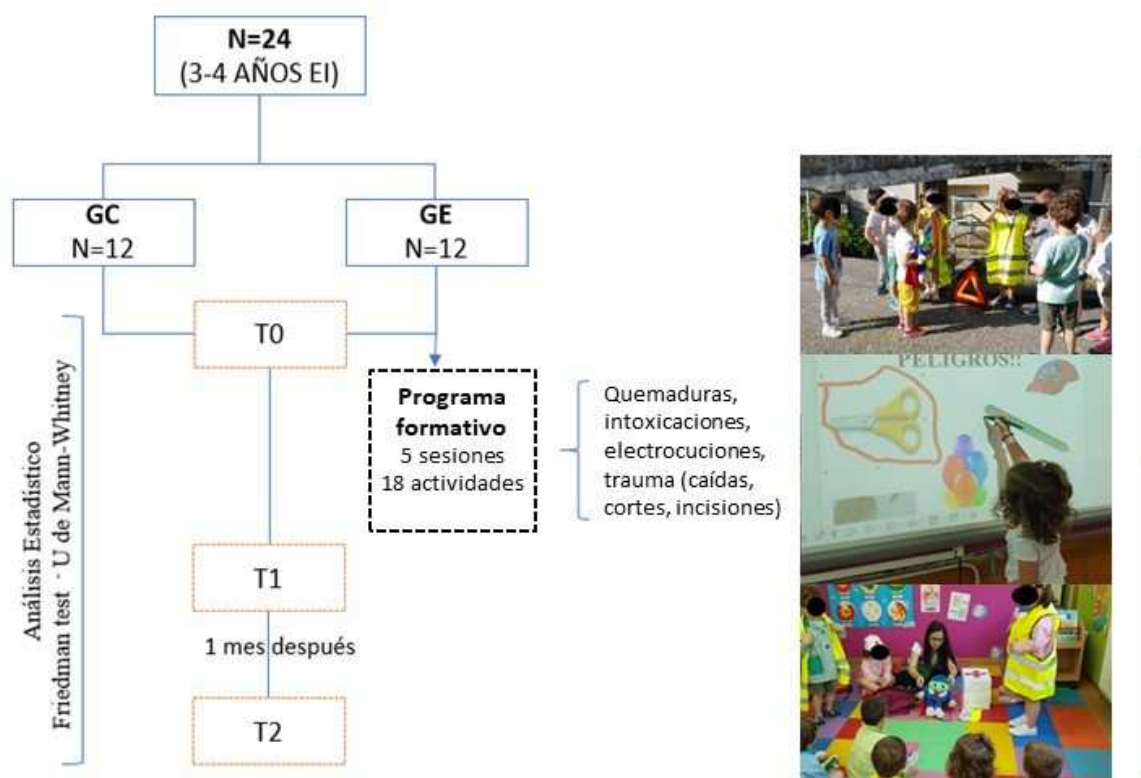 N=24
(3-4 AÑOS EI)
GC
N=12
GE
N=12
T0
Programa
formativo
5 sesiones
18 actividades
Quemaduras,
intoxicaciones,
electrocuciones,
trauma (caídas,
cortes, incisiones)
T1
1 mes después
T2
Análisis Estadístico
Friedman test - U de Mann-Whitney
PELIGROS!!